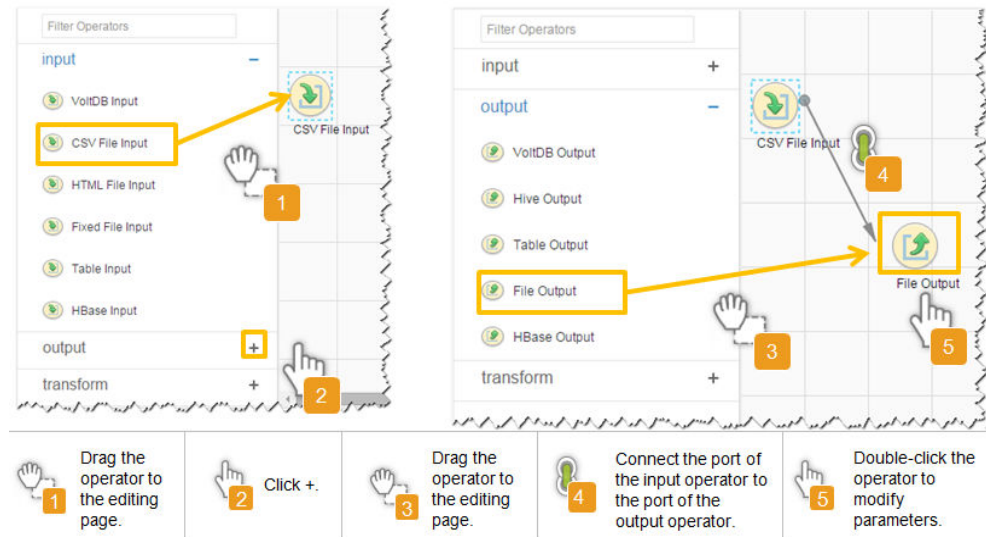 Filter Operators
input −
VoltDB Input
CSV File Input
HTML File Input
Fixed File Input
Table Input
HBase Input
output +
transform +
CSV File Input
1
2
Filter Operators
input +
output −
VoltDB Output
Hive Output
Table Output
File Output
HBase Output
transform +
CSV File Input
4
File Output
3
5
1
Drag the
operator to
the editing
page.
2
Click +.
3
Drag the
operator to
the editing
page.
4
Connect the port of
the input operator to
the port of the
output operator.
5
Double-click the
operator to
modify
parameters.